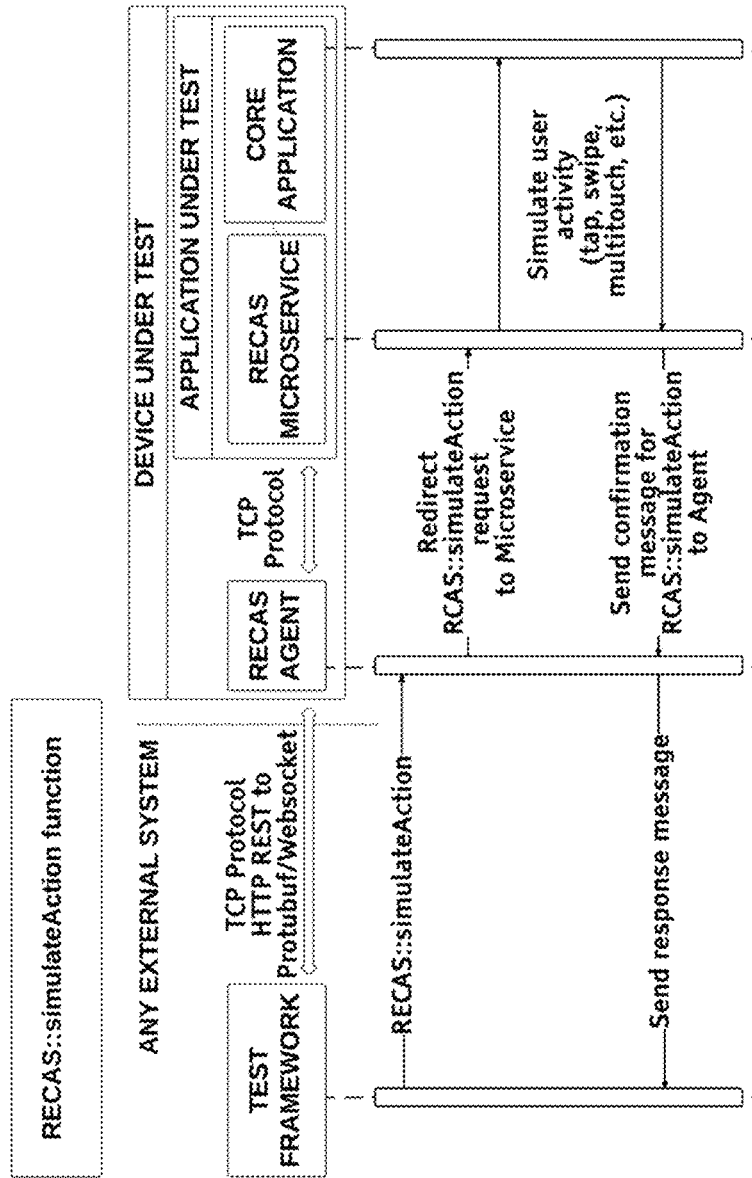 RECAS::simulateAction function
ANY EXTERNAL SYSTEM
DEVICE UNDER TEST
APPLICATION UNDER TEST
TEST
FRAMEWORK
TCP Protocol
HTTP REST to
Protubuf/Websocket
RECAS
AGENT
TCP
Protocol
RECAS
MICROSERVICE
CORE
APPLICATION
RECAS::simulateAction
Redirect
RCAS::simulateAction
request
to Microservice
Simulate user
activity
(tap, swipe,
multitouch, etc.)
Send confirmation
message for
RCAS::simulateAction
to Agent
Send response message